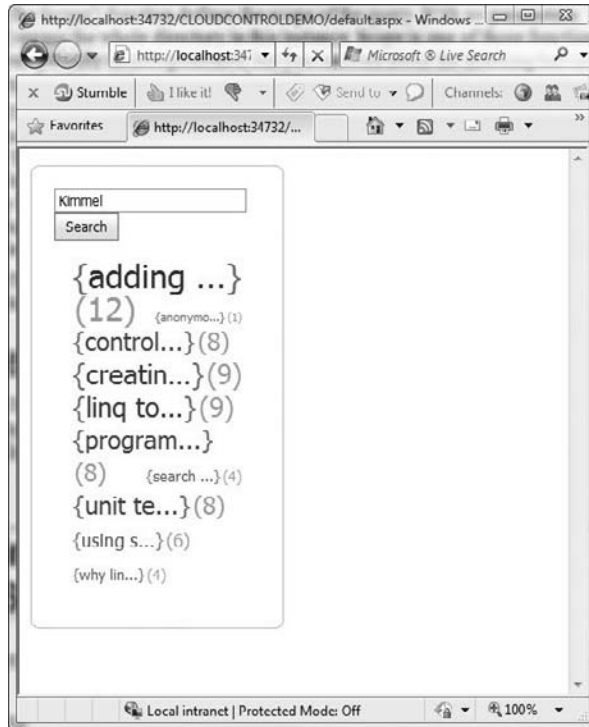 http://localhost:34732/CLOUDCONTROLDEMO/default.aspx - Windows ...
http://localhost:347
Microsoft ® Live Search
Stumble I like it! Send to Channels:
Favorites http://localhost:34732/... »
Kimmel
Search
{adding ...}
(12) {anonymo...}(1)
{control...}(8)
{creatin...}(9)
{linq to...}(9)
{program...}
(8) {search ...}(4)
{unit te...}(8)
{using s...}(6)
{why lin...}(4)
Local intranet | Protected Mode: Off 100%